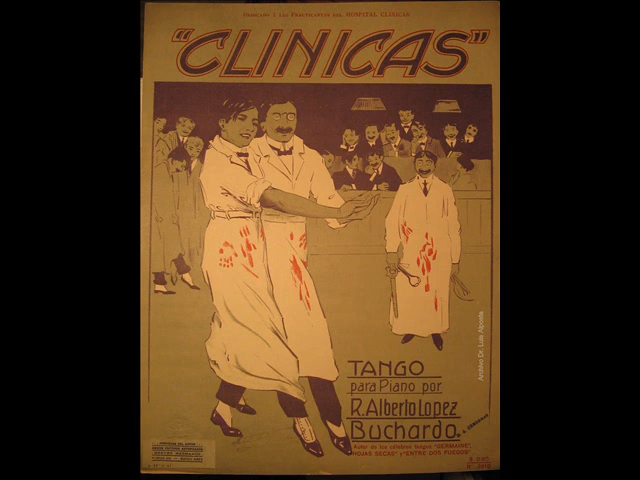 DEDICADO A LOS PRACTICANTES DEL HOSPITAL CLINICAS
"CLINICAS"
TANGO
para Piano por
R. Alberto Lopez
Buchardo.
Autor de los célebres tangos "GERMAINE",
"HOJAS SECAS" y "ENTRE DOS FUEGOS"
Archivo Dr. Luis Alposta